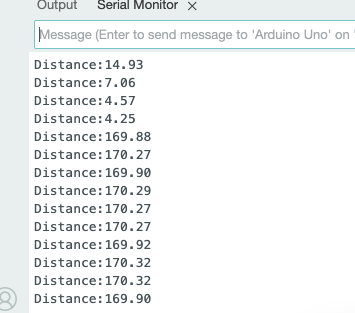 Output Serial Monitor ×
Message (Enter to send message to 'Arduino Uno' on '
Distance:14.93
Distance:7.06
Distance:4.57
Distance:4.25
Distance:169.88
Distance:170.27
Distance:169.90
Distance:170.29
Distance:170.27
Distance:170.27
Distance:169.92
Distance:170.32
Distance:170.32
Distance:169.90